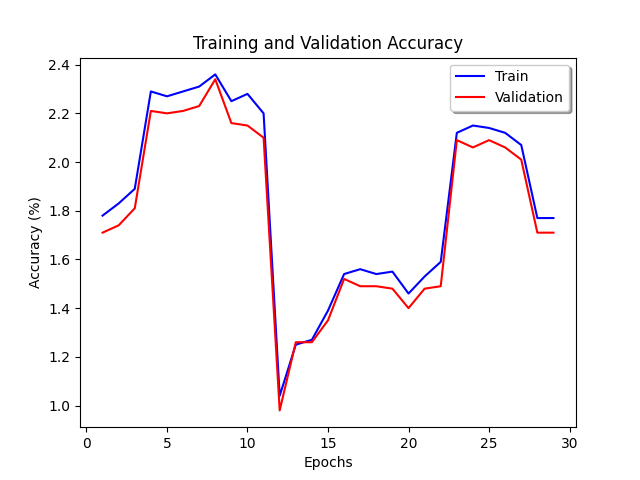 Training and Validation Accuracy
Train
Validation
Accuracy (%)
2.4
2.2
2.0
1.8
1.6
1.4
1.2
1.0
0 5 10 15 20 25 30
Epochs